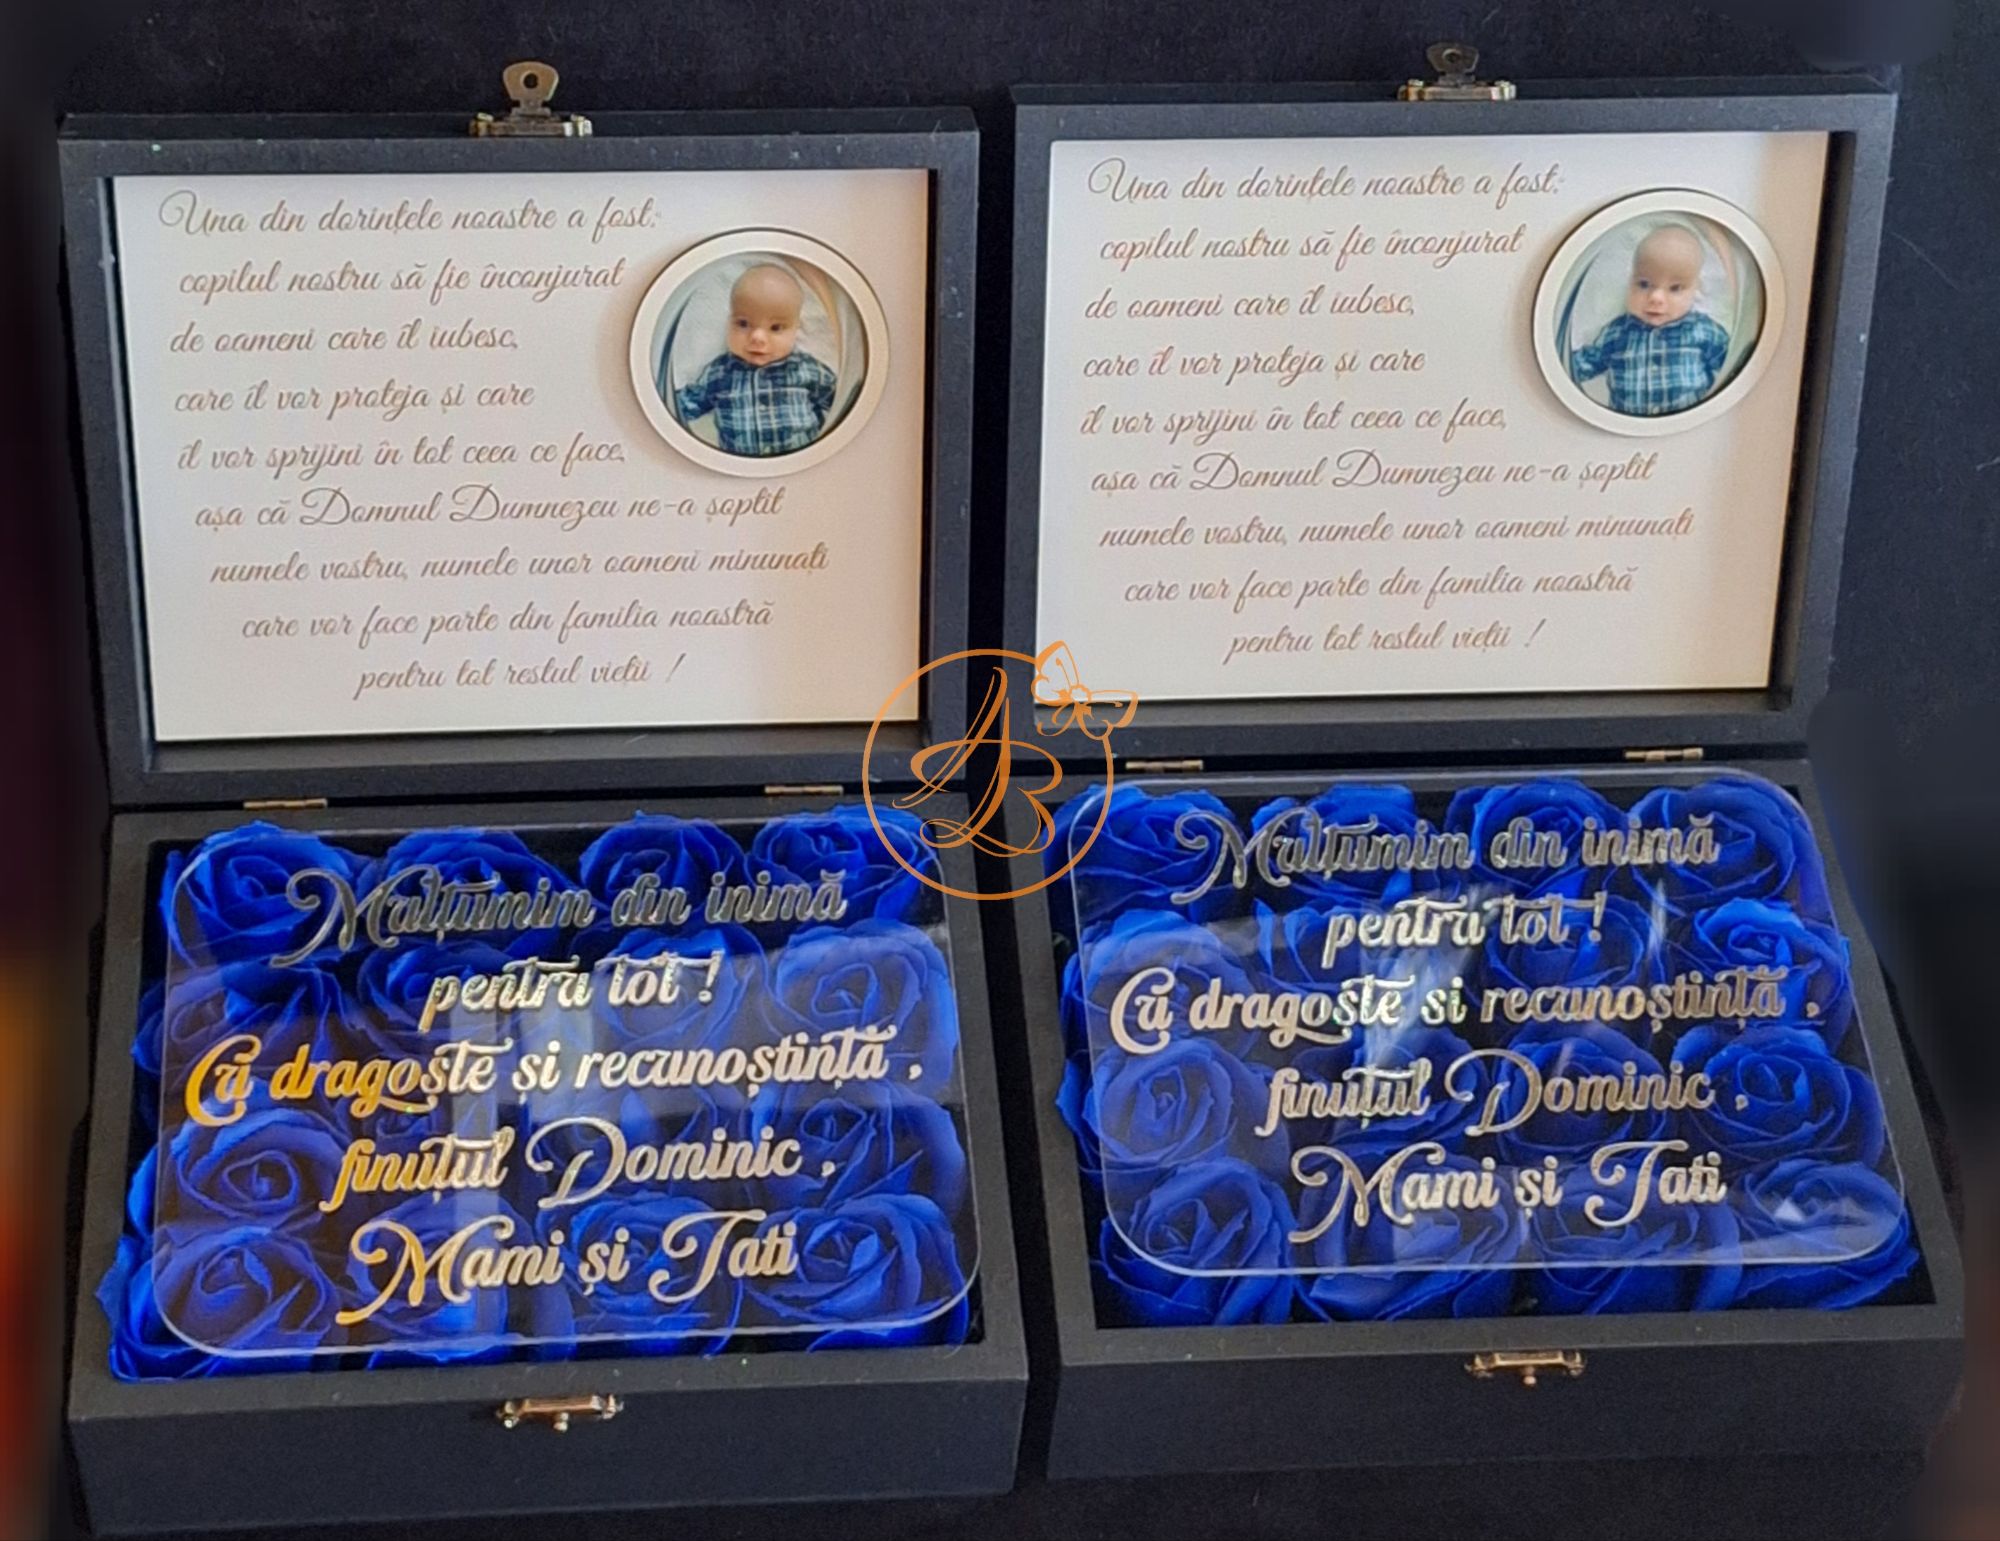 Una din dorințele noastre a fost:
copilul nostru să fie înconjurat
de oameni care îl iubesc,
care îl vor proteja și care
îl vor sprijini în tot ceea ce face,
așa că Domnul Dumnezeu ne-a șoptit
numele vostru, numele unor oameni minunați
care vor face parte din familia noastră
pentru tot restul vieții !
Mulțumim din inimă
pentru tot !
Cu dragoste și recunoștință ,
finuțul Dominic ,
Mami și Tati
Una din dorințele noastre a fost:
copilul nostru să fie înconjurat
de oameni care îl iubesc,
care îl vor proteja și care
îl vor sprijini în tot ceea ce face,
așa că Domnul Dumnezeu ne-a șoptit
numele vostru, numele unor oameni minunați
care vor face parte din familia noastră
pentru tot restul vieții !
Mulțumim din inimă
pentru tot !
Cu dragoste si recunoștință ,
finuțul Dominic ,
Mami și Tati
AB